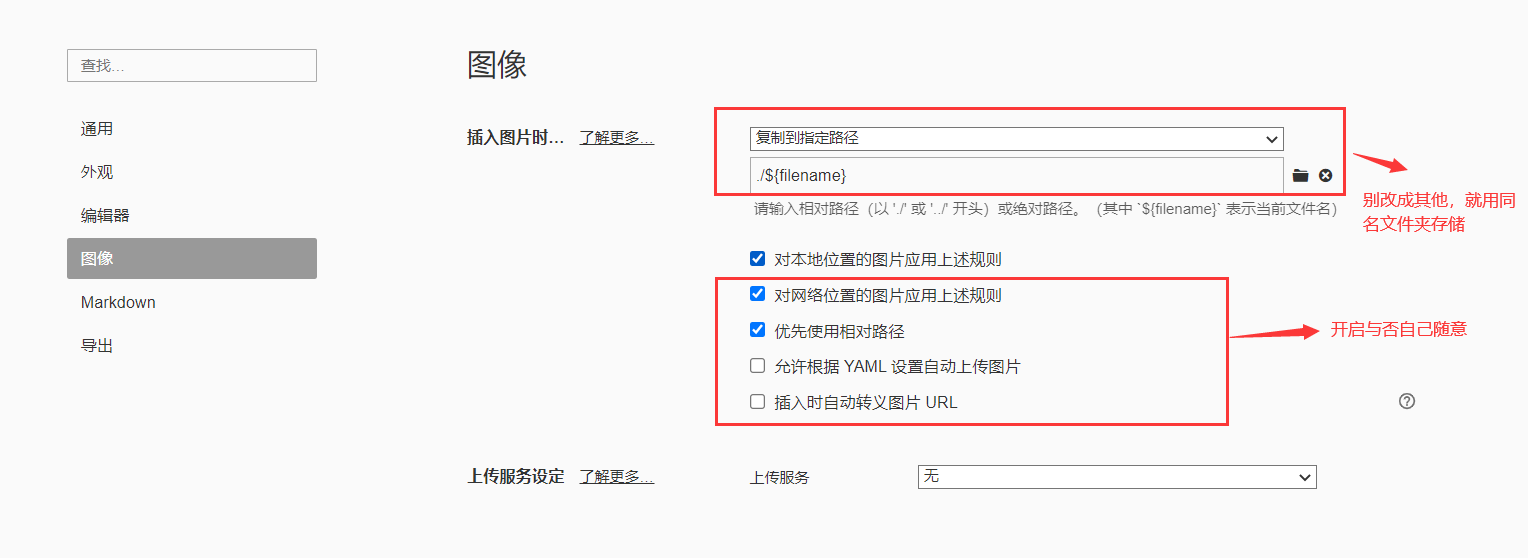 查找...
图像
通用
外观
编辑器
图像
Markdown
导出
插入图片时... 了解更多...
复制到指定路径
./${filename}
请输入相对路径（以 './' 或 '../' 开头）或绝对路径。（其中 `${filename}` 表示当前文件名）
别改成其他，就用同
名文件夹存储
对本地位置的图片应用上述规则
对网络位置的图片应用上述规则
优先使用相对路径
允许根据 YAML 设置自动上传图片
插入时自动转义图片 URL
开启与否自己随意
上传服务设定 了解更多...
上传服务
无